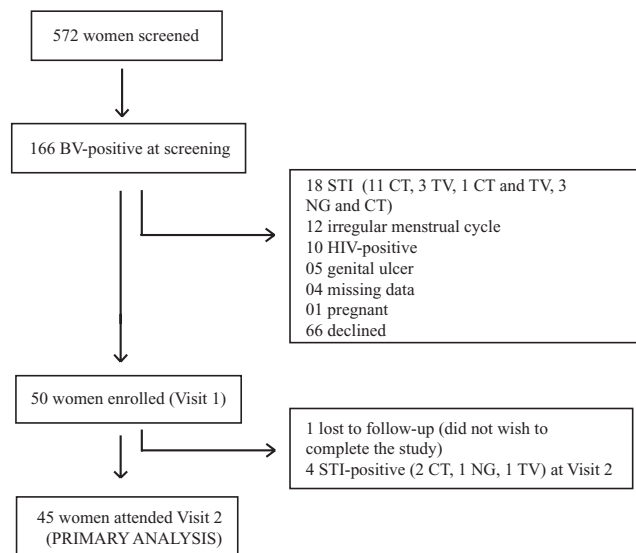 572 women screened
166 BV-positive at screening
18 STI (11 CT, 3 TV, 1 CT and TV, 3
NG and CT)
12 irregular menstrual cycle
10 HIV-positive
05 genital ulcer
04 missing data
01 pregnant
66 declined
50 women enrolled (Visit 1)
1 lost to follow-up (did not wish to
complete the study)
4 STI-positive (2 CT, 1 NG, 1 TV) at Visit 2
45 women attended Visit 2
(PRIMARY ANALYSIS)